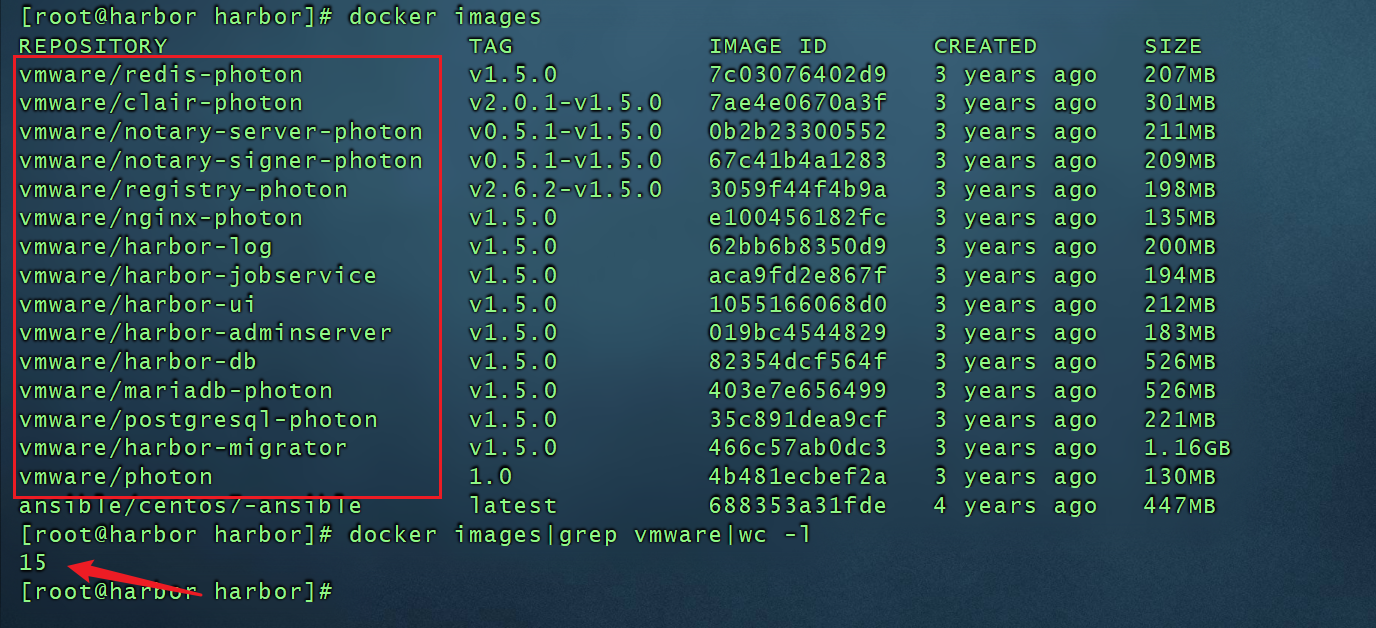 [root@harbor harbor]# docker images
REPOSITORY TAG IMAGE ID CREATED SIZE
vmware/redis-photon v1.5.0 7c03076402d9 3 years ago 207MB
vmware/clair-photon v2.0.1-v1.5.0 7ae4e0670a3f 3 years ago 301MB
vmware/notary-server-photon v0.5.1-v1.5.0 0b2b23300552 3 years ago 211MB
vmware/notary-signer-photon v0.5.1-v1.5.0 67c41b4a1283 3 years ago 209MB
vmware/registry-photon v2.6.2-v1.5.0 3059f44f4b9a 3 years ago 198MB
vmware/nginx-photon v1.5.0 e100456182fc 3 years ago 135MB
vmware/harbor-log v1.5.0 62bb6b8350d9 3 years ago 200MB
vmware/harbor-jobservice v1.5.0 aca9fd2e867f 3 years ago 194MB
vmware/harbor-ui v1.5.0 1055166068d0 3 years ago 212MB
vmware/harbor-adminserver v1.5.0 019bc4544829 3 years ago 183MB
vmware/harbor-db v1.5.0 82354dcf564f 3 years ago 526MB
vmware/mariadb-photon v1.5.0 403e7e656499 3 years ago 526MB
vmware/postgresql-photon v1.5.0 35c891dea9cf 3 years ago 221MB
vmware/harbor-migrator v1.5.0 466c57ab0dc3 3 years ago 1.16GB
vmware/photon 1.0 4b481ecbef2a 3 years ago 130MB
ansible/centos7-ansible latest 688353a31fde 4 years ago 447MB
[root@harbor harbor]# docker images|grep vmware|wc -l
15
[root@harbor harbor]#